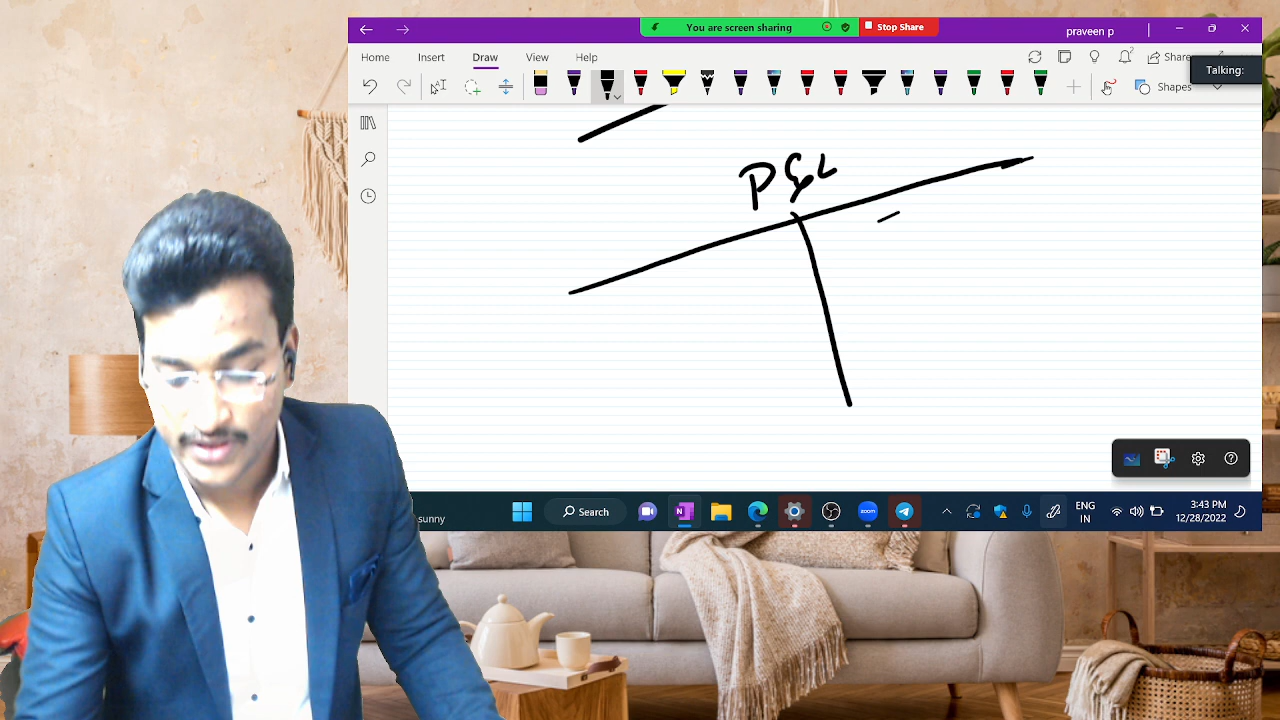 praveen p
You are screen sharing
Stop Share
Home Insert Draw View Help
Share
Talking:
Shapes
P&L
sunny
Search
ENG
IN
3:43 PM
12/28/2022